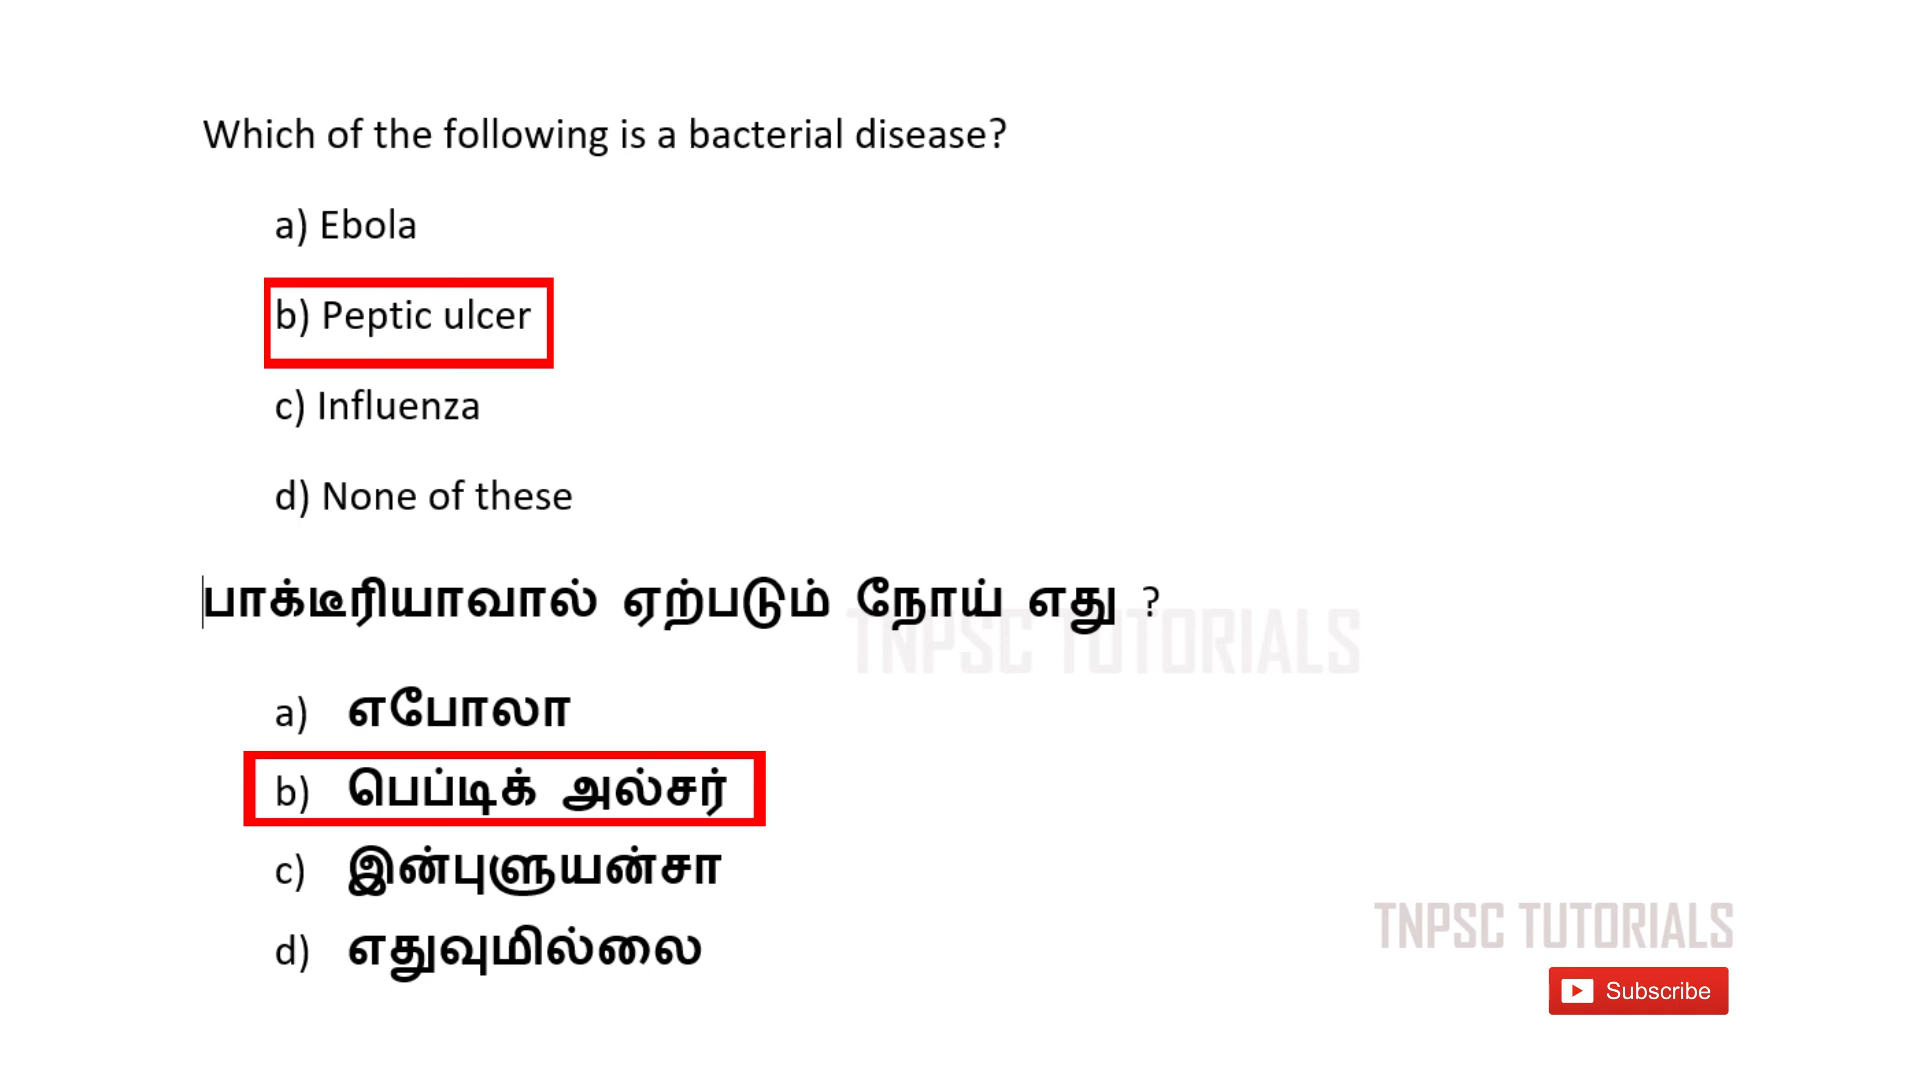 Which of the following is a bacterial disease?
a) Ebola
b) Peptic ulcer
c) Influenza
d) None of these
பாக்டீரியாவால் ஏற்படும் நோய் எது ?
TNPSC TUTORIALS
a) எபோலா
b) பெப்டிக் அல்சர்
c) இன்புளுயன்சா
d) எதுவுமில்லை
TNPSC TUTORIALS
Subscribe